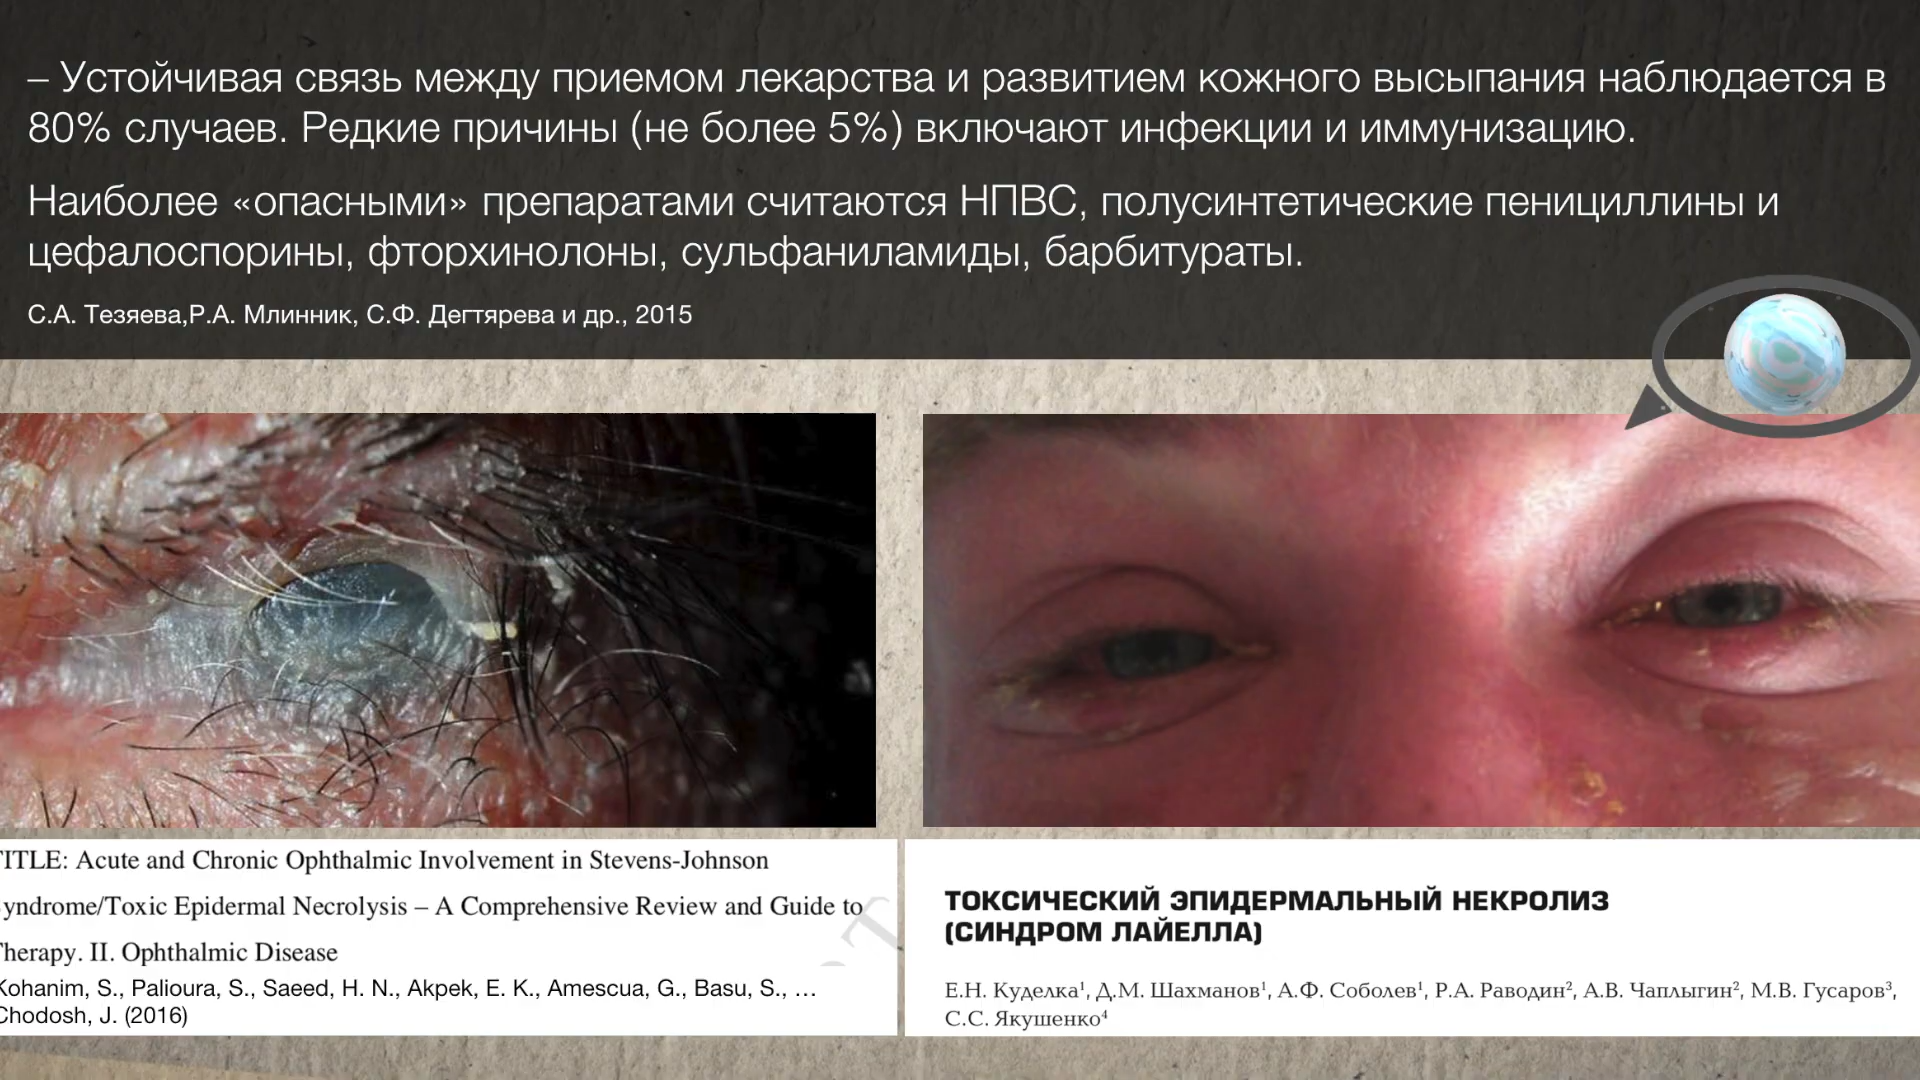 – Устойчивая связь между приемом лекарства и развитием кожного высыпания наблюдается в
80% случаев. Редкие причины (не более 5%) включают инфекции и иммунизацию.
Наиболее «опасными» препаратами считаются НПВС, полусинтетические пенициллины и
цефалоспорины, фторхинолоны, сульфаниламиды, барбитураты.
С.А. Тезяева,Р.А. Млинник, С.Ф. Дегтярева и др., 2015
TITLE: Acute and Chronic Ophthalmic Involvement in Stevens-Johnson
Syndrome/Toxic Epidermal Necrolysis – A Comprehensive Review and Guide to
Therapy. II. Ophthalmic Disease
Kohanim, S., Palioura, S., Saeed, H. N., Akpek, E. K., Amescua, G., Basu, S., …
Chodosh, J. (2016)
ТОКСИЧЕСКИЙ ЭПИДЕРМАЛЬНЫЙ НЕКРОЛИЗ
(СИНДРОМ ЛАЙЕЛЛА)
Е.Н. Куделка¹, Д.М. Шахманов¹, А.Ф. Соболев¹, Р.А. Раводин², А.В. Чаплыгин², М.В. Гусаров³,
С.С. Якушенко⁴